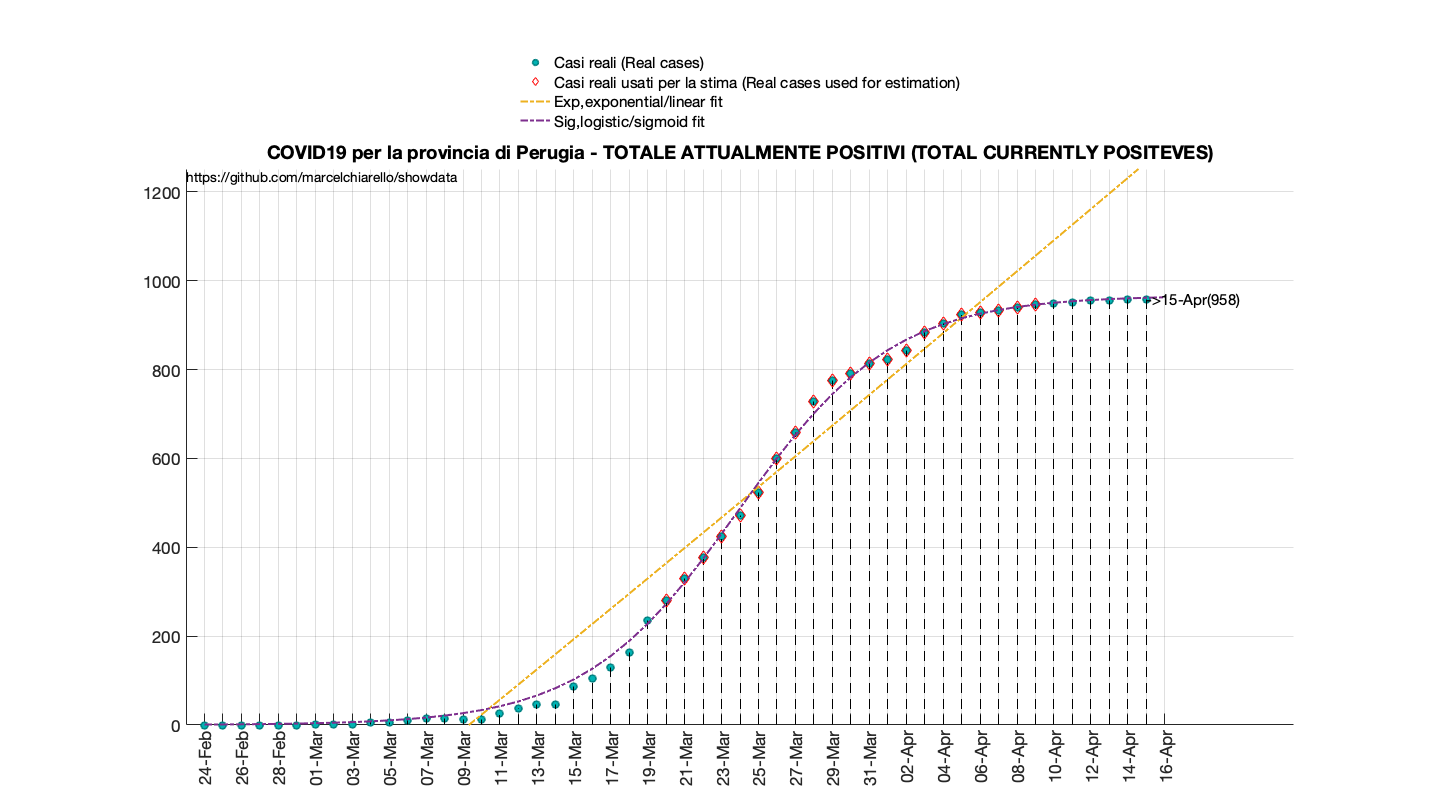 Casi reali (Real cases)
Casi reali usati per la stima (Real cases used for estimation)
Exp,exponential/linear fit
Sig,logistic/sigmoid fit
COVID19 per la provincia di Perugia - TOTALE ATTUALMENTE POSITIVI (TOTAL CURRENTLY POSITEVES)
https://github.com/marcelchiarello/showdata
1200
1000
>15-Apr(958)
800
600
400
200
0
24-Feb
26-Feb
28-Feb
01-Mar
03-Mar
05-Mar
07-Mar
09-Mar
11-Mar
13-Mar
15-Mar
17-Mar
19-Mar
21-Mar
23-Mar
25-Mar
27-Mar
29-Mar
31-Mar
02-Apr
04-Apr
06-Apr
08-Apr
10-Apr
12-Apr
14-Apr
16-Apr